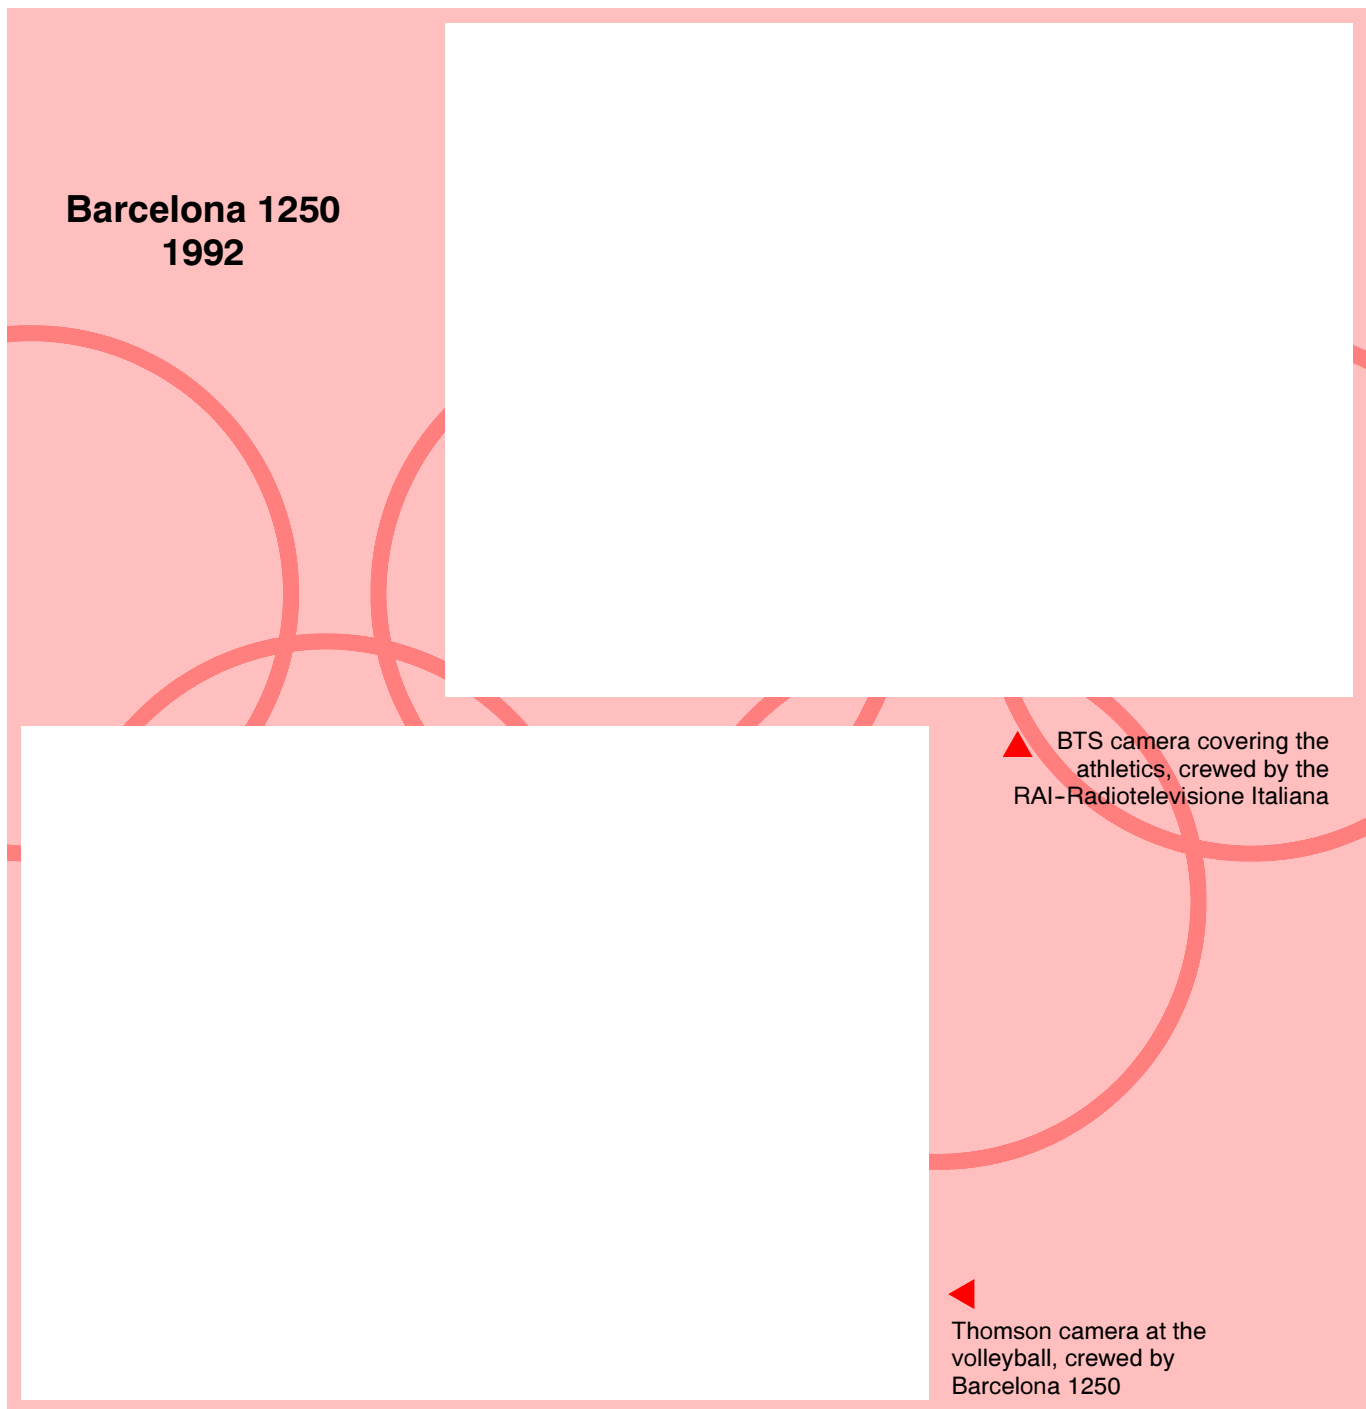 Barcelona 1250
1992
BTS camera covering the
athletics, crewed by the
RAI-Radiotelevisione Italiana
Thomson camera at the
volleyball, crewed by
Barcelona 1250